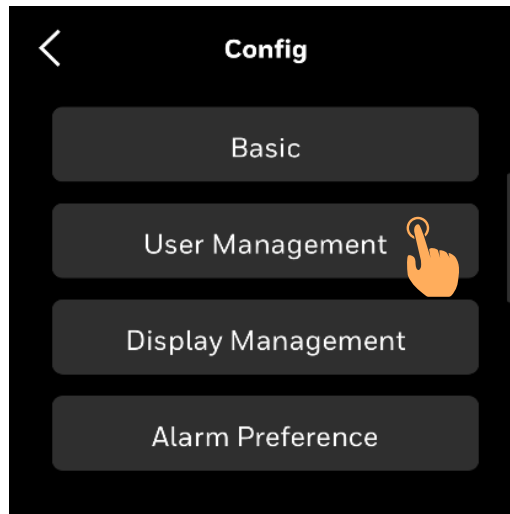 Config
Basic
User Management
Display Management
Alarm Preference